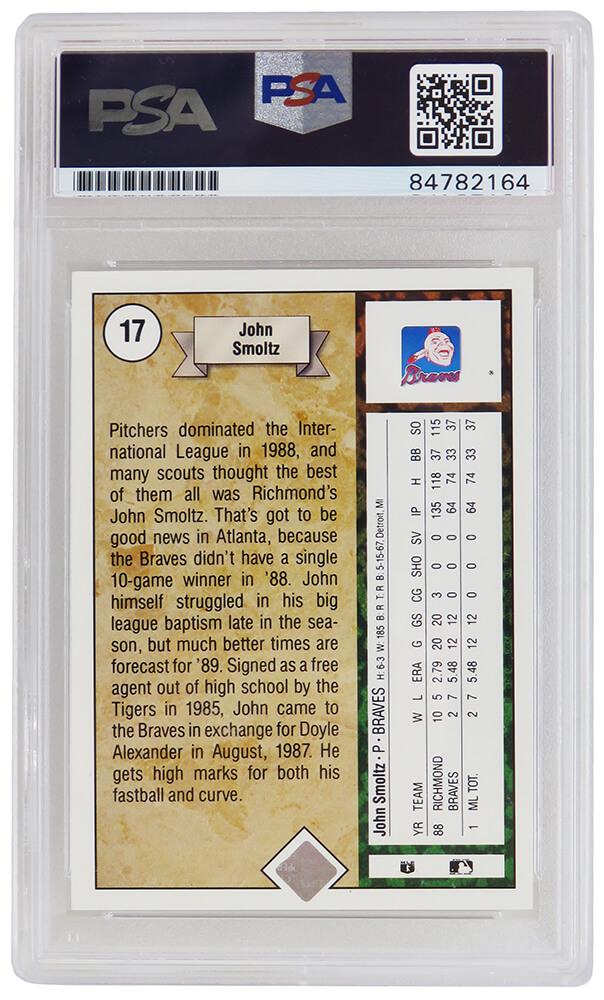 PSA
PSA
84782164
17
John
Smoltz
Pitchers dominated the Inter-
national League in 1988, and
many scouts thought the best
of them all was Richmond's
John Smoltz. That's got to be
good news in Atlanta, because
the Braves didn't have a single
10-game winner in '88. John
himself struggled in his big
league baptism late in the sea-
son, but much better times are
forecast for '89. Signed as a free
agent out of high school by the
Tigers in 1985, John came to
the Braves in exchange for Doyle
Alexander in August, 1987. He
gets high marks for both his
fastball and curve.
Braves
®
John Smoltz · P · BRAVES H: 6-3 W: 185 B: R T: R B: 5-15-67, Detroit, MI
YR TEAM W L ERA G GS CG SHO SV IP H BB SO
88 RICHMOND 10 5 2.79 20 20 3 0 0 135 118 37 115
BRAVES 2 7 5.48 12 12 0 0 0 64 74 33 37
1 ML TOT. 2 7 5.48 12 12 0 0 0 64 74 33 37